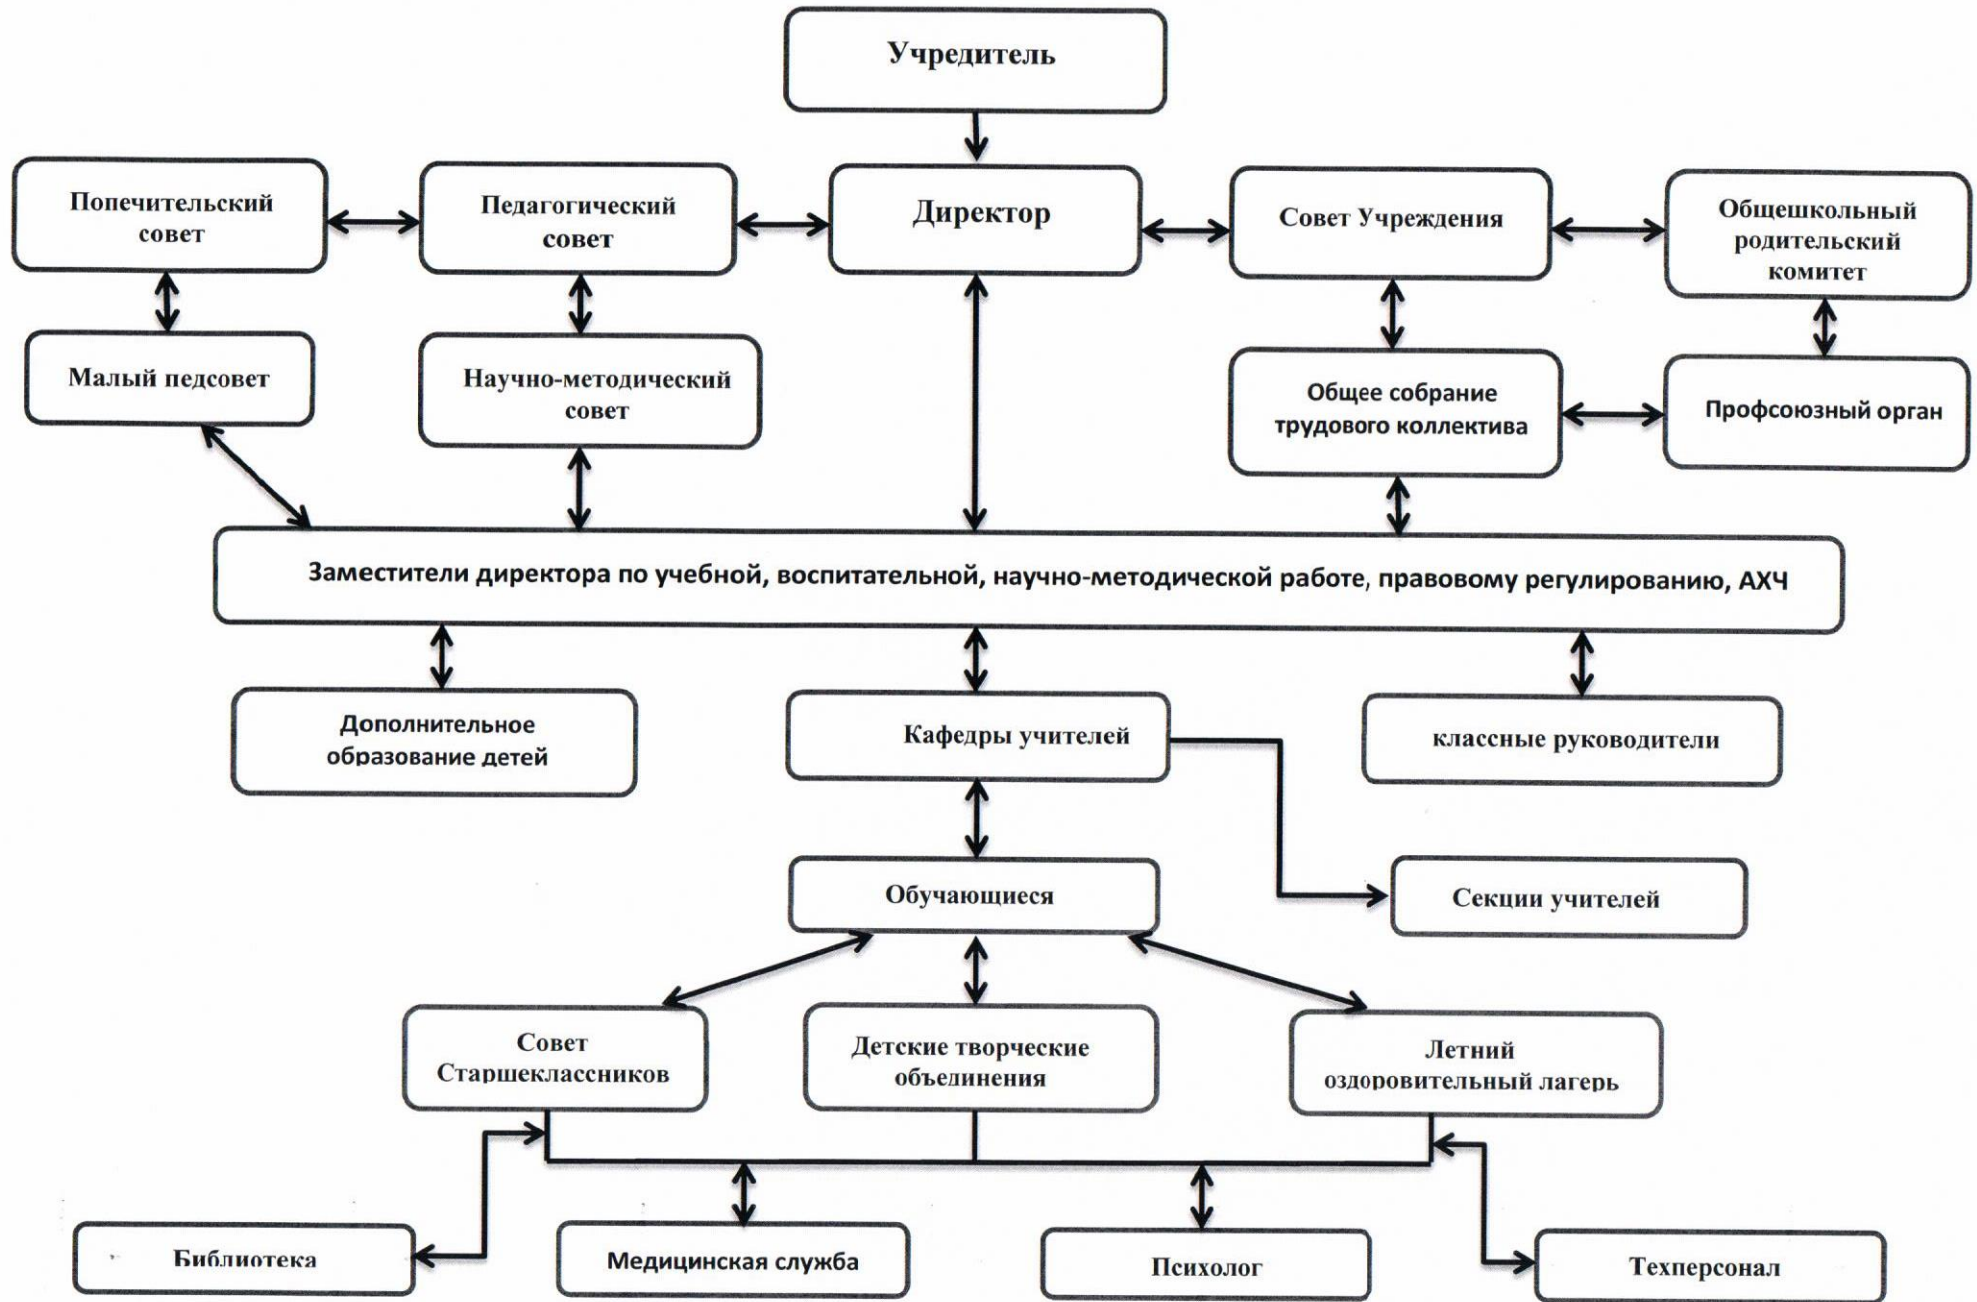 Учредитель
Попечительский
совет
Педагогический
совет
Директор
Совет Учреждения
Общешкольный
родительский
комитет
Малый педсовет
Научно-методический
совет
Общее собрание
трудового коллектива
Профсоюзный орган
Заместители директора по учебной, воспитательной, научно-методической работе, правовому регулированию, АХЧ
Дополнительное
образование детей
Кафедры учителей
классные руководители
Обучающиеся
Секции учителей
Совет
Старшеклассников
Детские творческие
объединения
Летний
оздоровительный лагерь
Библиотека
Медицинская служба
Психолог
Техперсонал